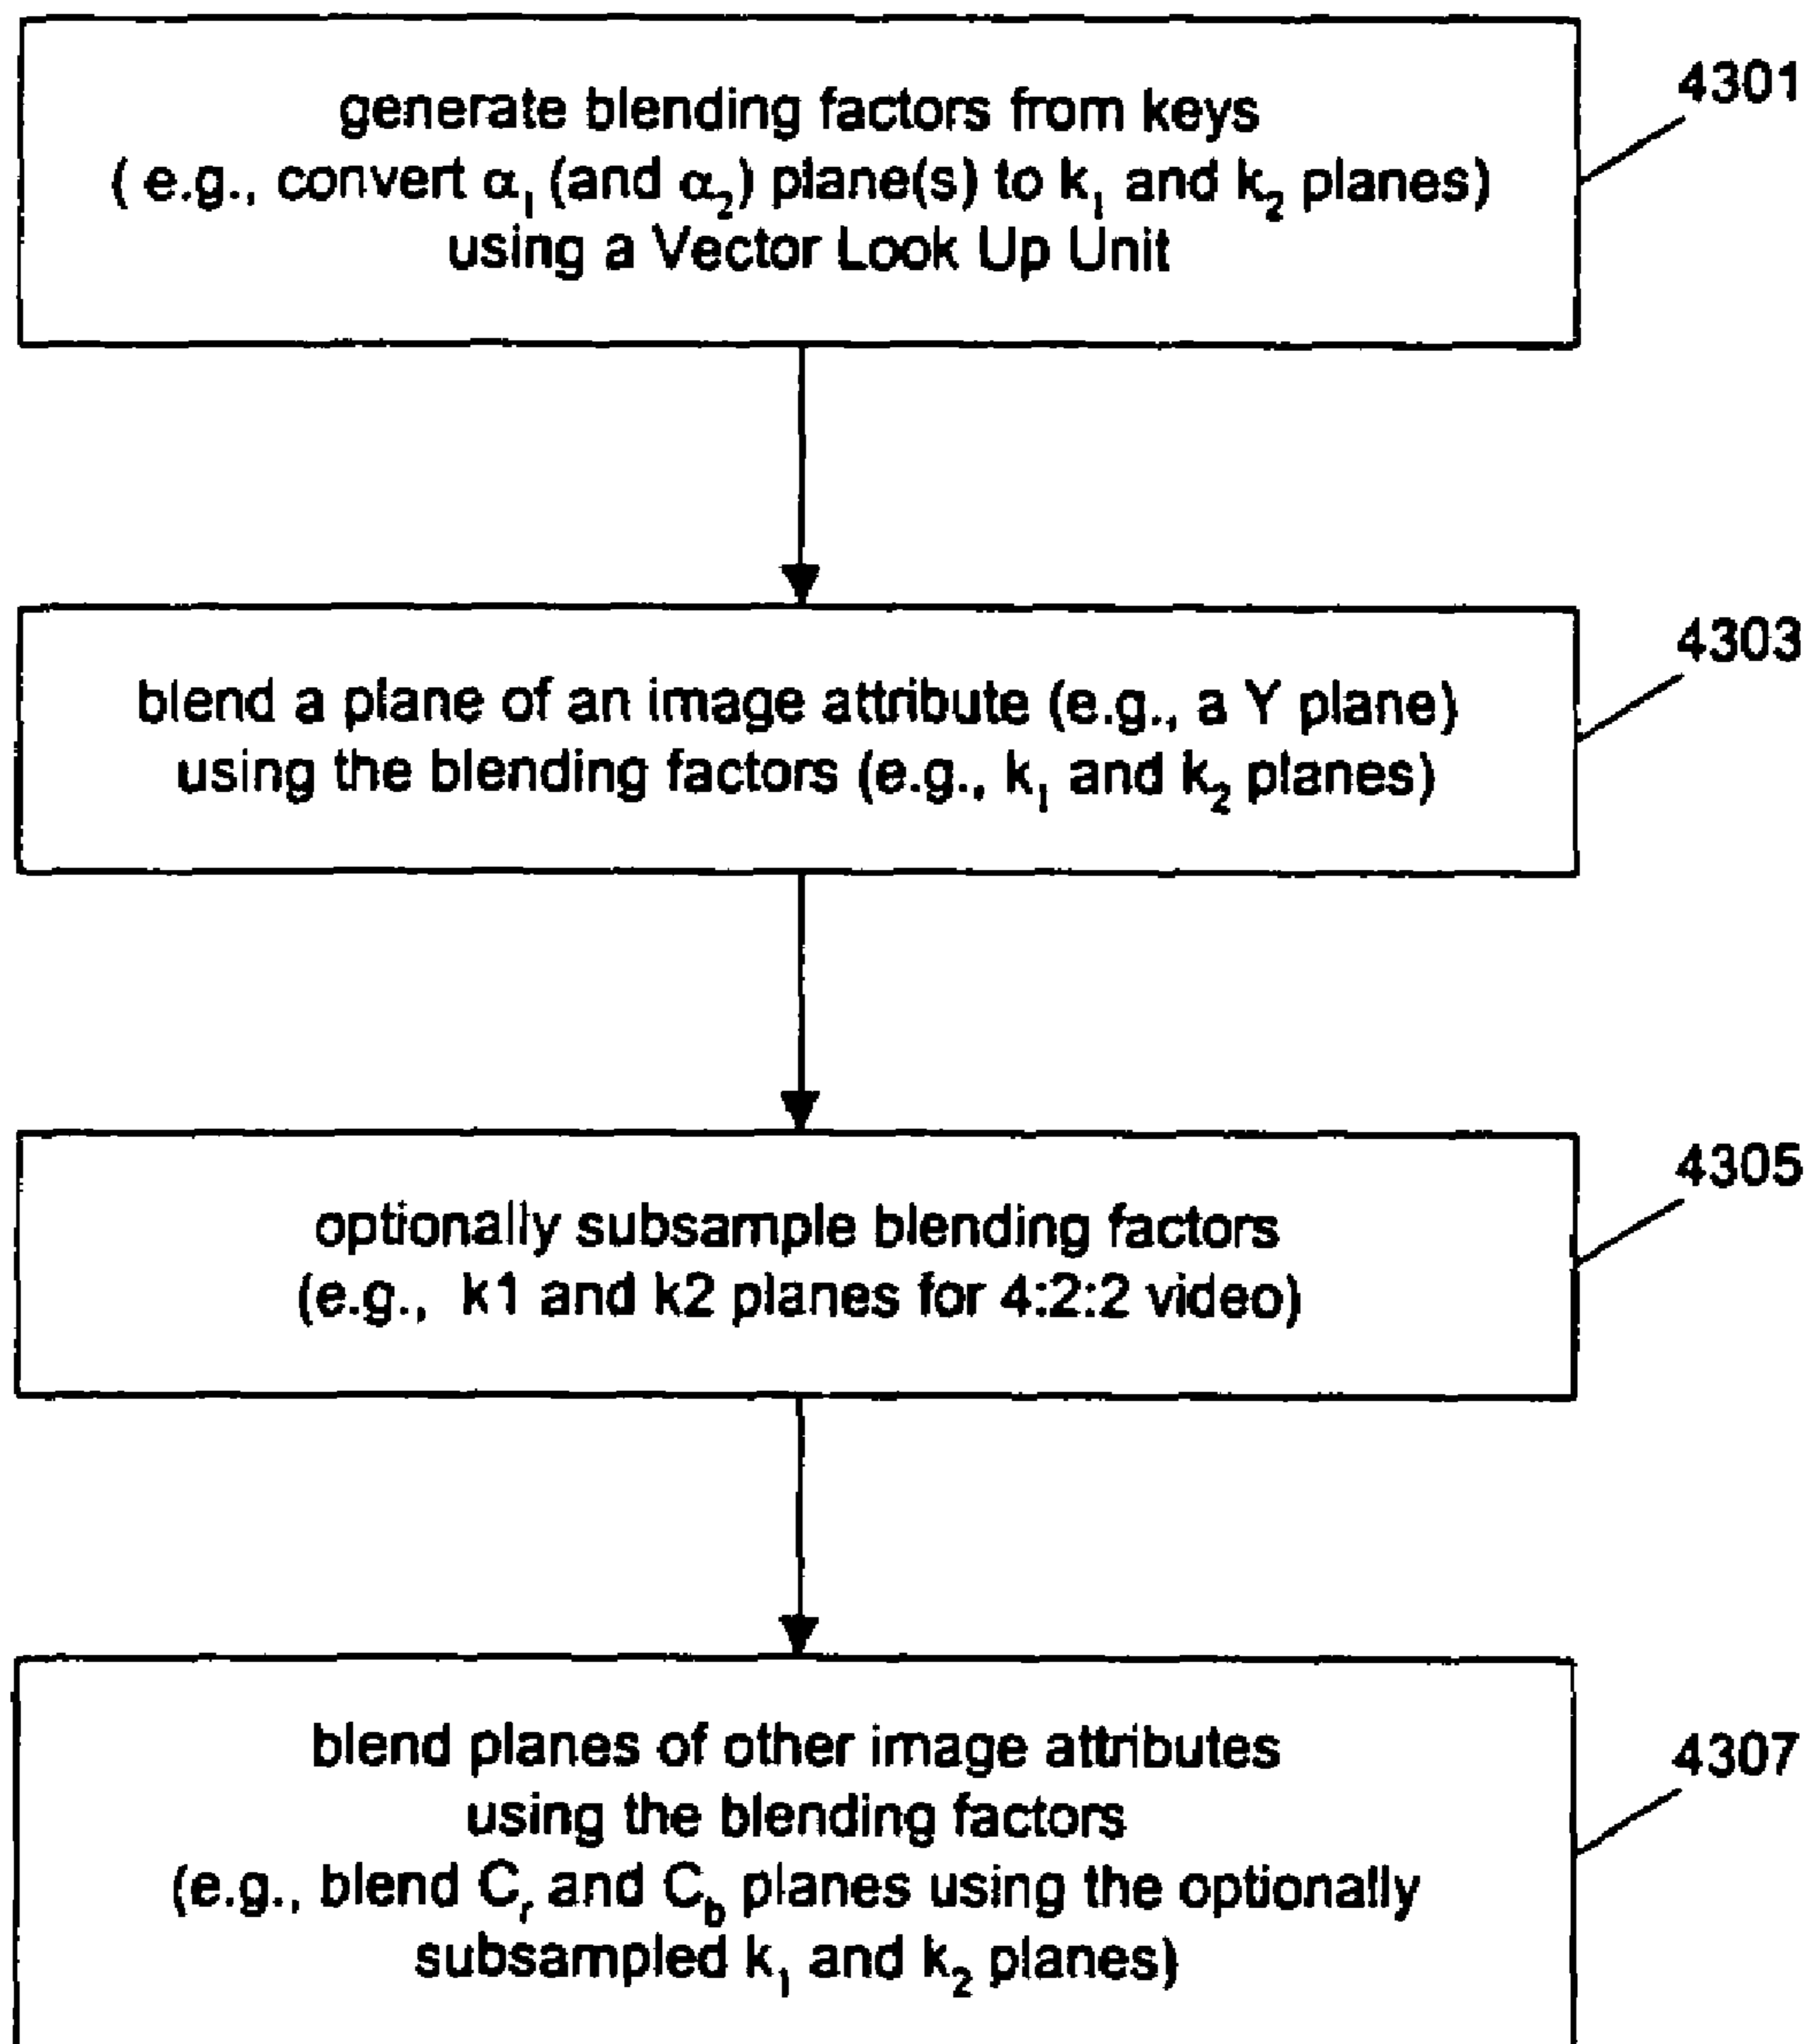 generate blending factors from keys
( e.g., convert α₁ (and α₂) plane(s) to k₁ and k₂ planes)
using a Vector Look Up Unit
4301
blend a plane of an image attribute (e.g., a Y plane)
using the blending factors (e.g., k₁ and k₂ planes)
4303
optionally subsample blending factors
(e.g., k1 and k2 planes for 4:2:2 video)
4305
blend planes of other image attributes
using the blending factors
(e.g., blend Cᵣ and C_b planes using the optionally
subsampled k₁ and k₂ planes)
4307